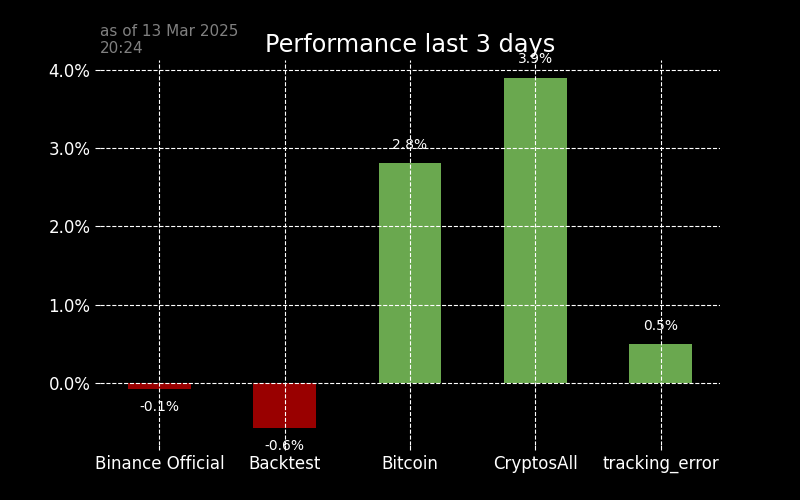 as of 13 Mar 2025
20:24
Performance last 3 days
4.0%
3.0%
2.0%
1.0%
0.0%
-0.1%
-0.6%
2.8%
3.9%
0.5%
Binance Official
Backtest
Bitcoin
CryptosAll
tracking_error